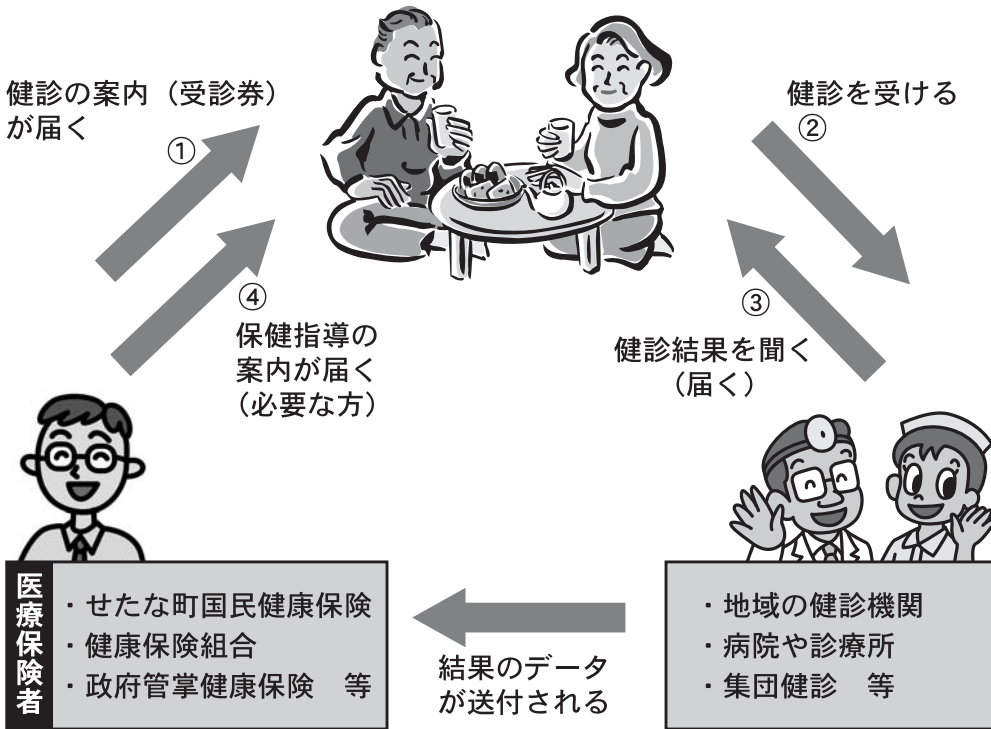 健診の案内（受診券）
が届く
①
健診を受ける
②
④
保健指導の
案内が届く
（必要な方）
③
健診結果を聞く
（届く）
医療保険者
・せたな町国民健康保険
・健康保険組合
・政府管掌健康保険　等
結果のデータ
が送付される
・地域の健診機関
・病院や診療所
・集団健診　等